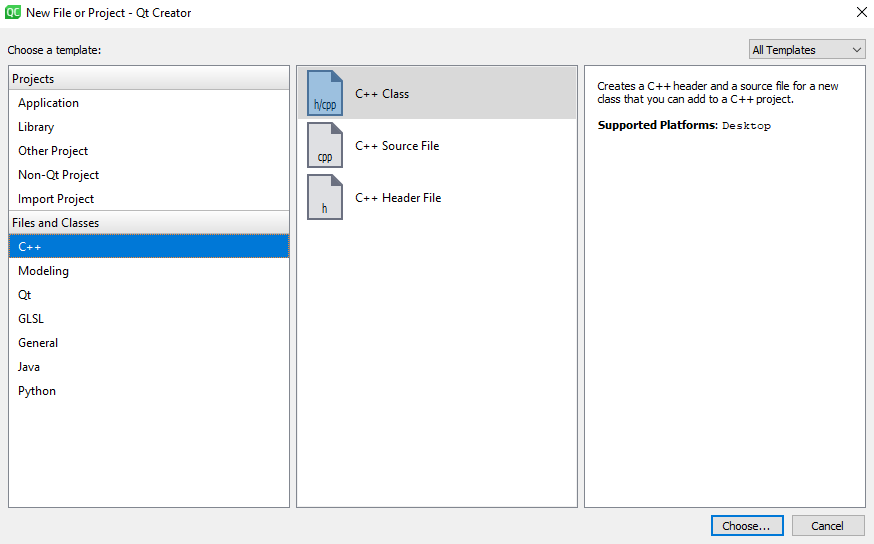 QC New File or Project - Qt Creator
Choose a template:
All Templates
Projects
Application
Library
Other Project
Non-Qt Project
Import Project
Files and Classes
C++
Modeling
Qt
GLSL
General
Java
Python
h/cpp C++ Class
cpp C++ Source File
h C++ Header File
Creates a C++ header and a source file for a new
class that you can add to a C++ project.
Supported Platforms: Desktop
Choose...
Cancel